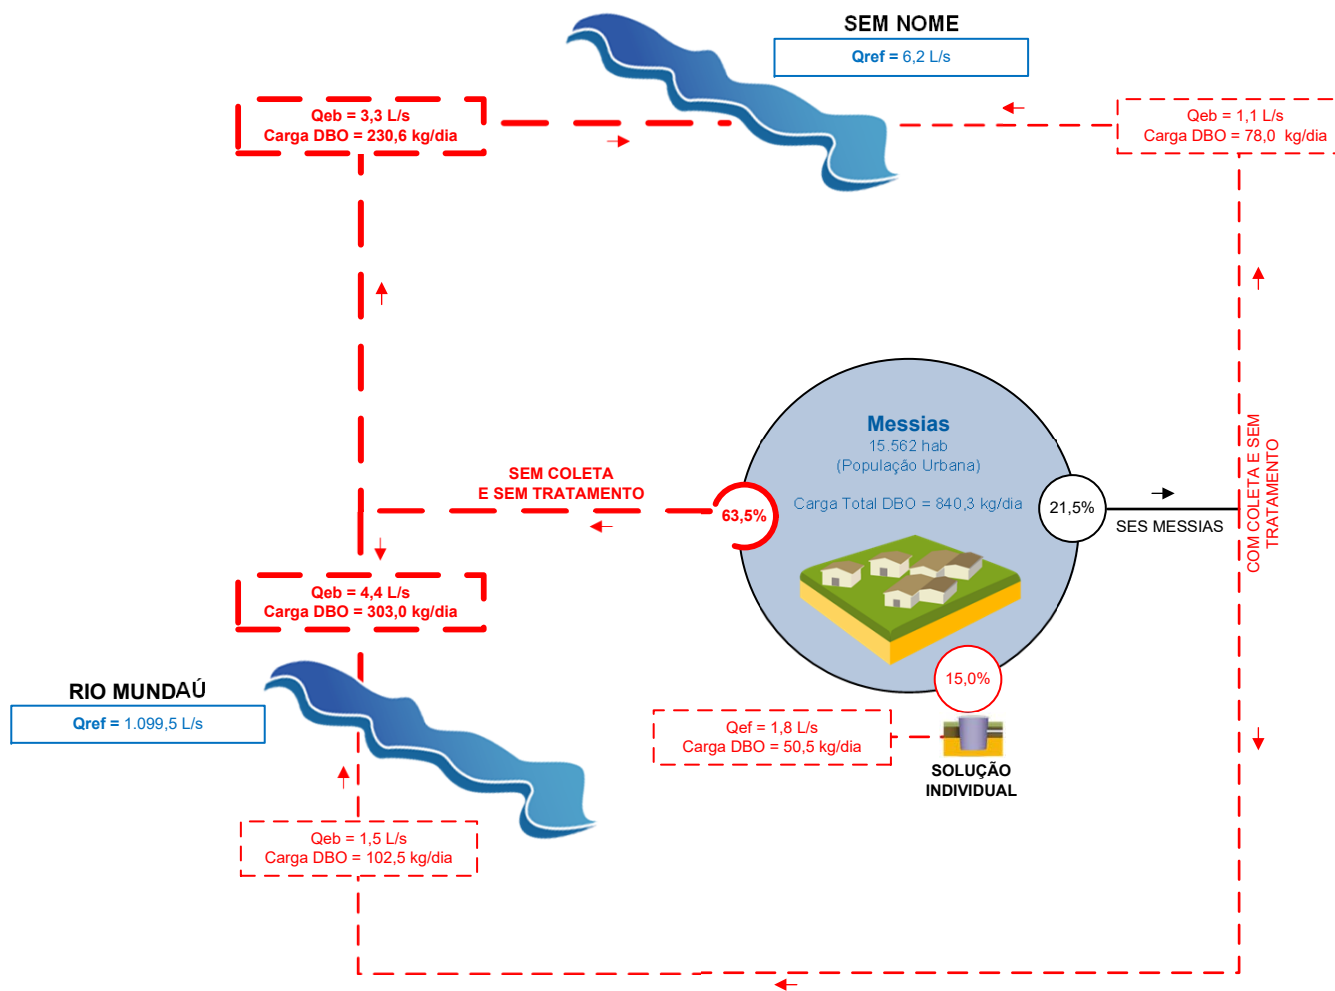 SEM NOME
Qref = 6,2 L/s
Qeb = 3,3 L/s
Carga DBO = 230,6 kg/dia
Qeb = 1,1 L/s
Carga DBO = 78,0 kg/dia
Messias
15.562 hab
(População Urbana)
Carga Total DBO = 840,3 kg/dia
SEM COLETA
E SEM TRATAMENTO
63,5%
21,5%
SES MESSIAS
COM COLETA E SEM
TRATAMENTO
Qeb = 4,4 L/s
Carga DBO = 303,0 kg/dia
15,0%
RIO MUNDAÚ
Qref = 1.099,5 L/s
Qef = 1,8 L/s
Carga DBO = 50,5 kg/dia
SOLUÇÃO
INDIVIDUAL
Qeb = 1,5 L/s
Carga DBO = 102,5 kg/dia